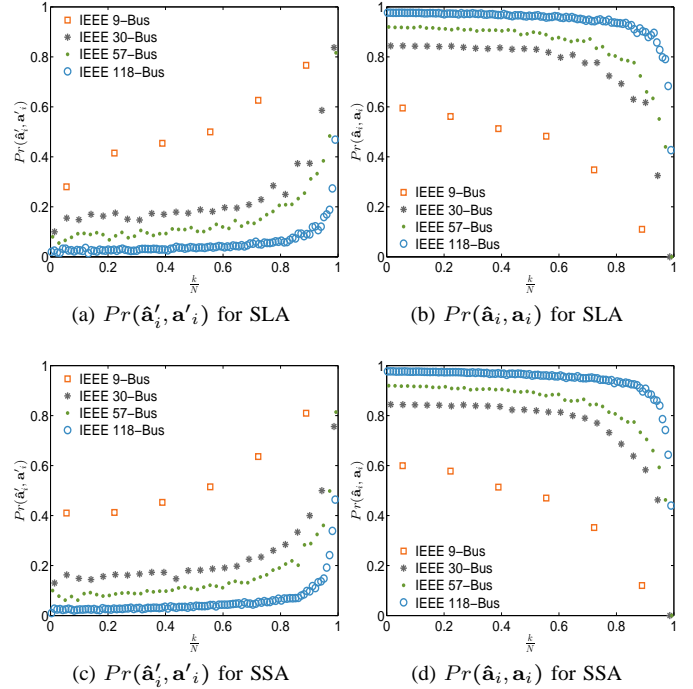 1
0.8
0.6
0.4
0.2
0
0 0.2 0.4 0.6 0.8 1
Pr(â′ᵢ, a′ᵢ)
k/N
IEEE 9−Bus
IEEE 30−Bus
IEEE 57−Bus
IEEE 118−Bus
(a) Pr(â′ᵢ, a′ᵢ) for SLA
1
0.8
0.6
0.4
0.2
0
0 0.2 0.4 0.6 0.8 1
Pr(âᵢ, aᵢ)
k/N
IEEE 9−Bus
IEEE 30−Bus
IEEE 57−Bus
IEEE 118−Bus
(b) Pr(âᵢ, aᵢ) for SLA
1
0.8
0.6
0.4
0.2
0
0 0.2 0.4 0.6 0.8 1
Pr(â′ᵢ, a′ᵢ)
k/N
IEEE 9−Bus
IEEE 30−Bus
IEEE 57−Bus
IEEE 118−Bus
(c) Pr(â′ᵢ, a′ᵢ) for SSA
1
0.8
0.6
0.4
0.2
0
0 0.2 0.4 0.6 0.8 1
Pr(âᵢ, aᵢ)
k/N
IEEE 9−Bus
IEEE 30−Bus
IEEE 57−Bus
IEEE 118−Bus
(d) Pr(âᵢ, aᵢ) for SSA